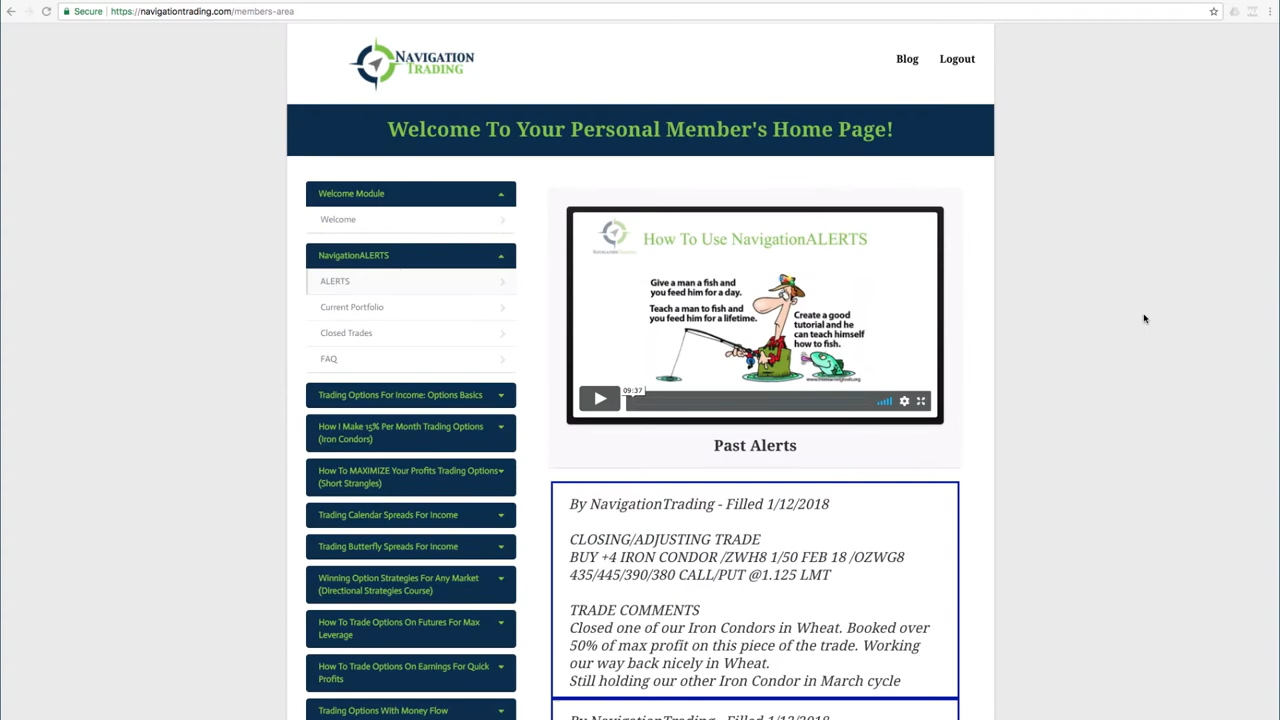 Secure
https://navigationtrading.com/members-area
NAVIGATION
TRADING
Blog
Logout
Welcome To Your Personal Member's Home Page!
Welcome Module
Welcome
NavigationALERTS
ALERTS
Current Portfolio
Closed Trades
FAQ
Trading Options For Income: Options Basics
How I Make 15% Per Month Trading Options
(Iron Condors)
How To MAXIMIZE Your Profits Trading Options
(Short Strangles)
Trading Calendar Spreads For Income
Trading Butterfly Spreads For Income
Winning Option Strategies For Any Market
(Directional Strategies Course)
How To Trade Options On Futures For Max
Leverage
How To Trade Options On Earnings For Quick
Profits
Trading Options With Money Flow
How To Use NavigationALERTS
Give a man a fish and
you feed him for a day.
Teach a man to fish and
you feed him for a lifetime.
Create a good
tutorial and he
can teach himself
how to fish.
09:37
Past Alerts
By NavigationTrading - Filled 1/12/2018
CLOSING/ADJUSTING TRADE
BUY +4 IRON CONDOR /ZWH8 1/50 FEB 18 /OZWG8
435/445/390/380 CALL/PUT @1.125 LMT
TRADE COMMENTS
Closed one of our Iron Condors in Wheat. Booked over
50% of max profit on this piece of the trade. Working
our way back nicely in Wheat.
Still holding our other Iron Condor in March cycle
By NavigationTrading - Filled 1/12/2018